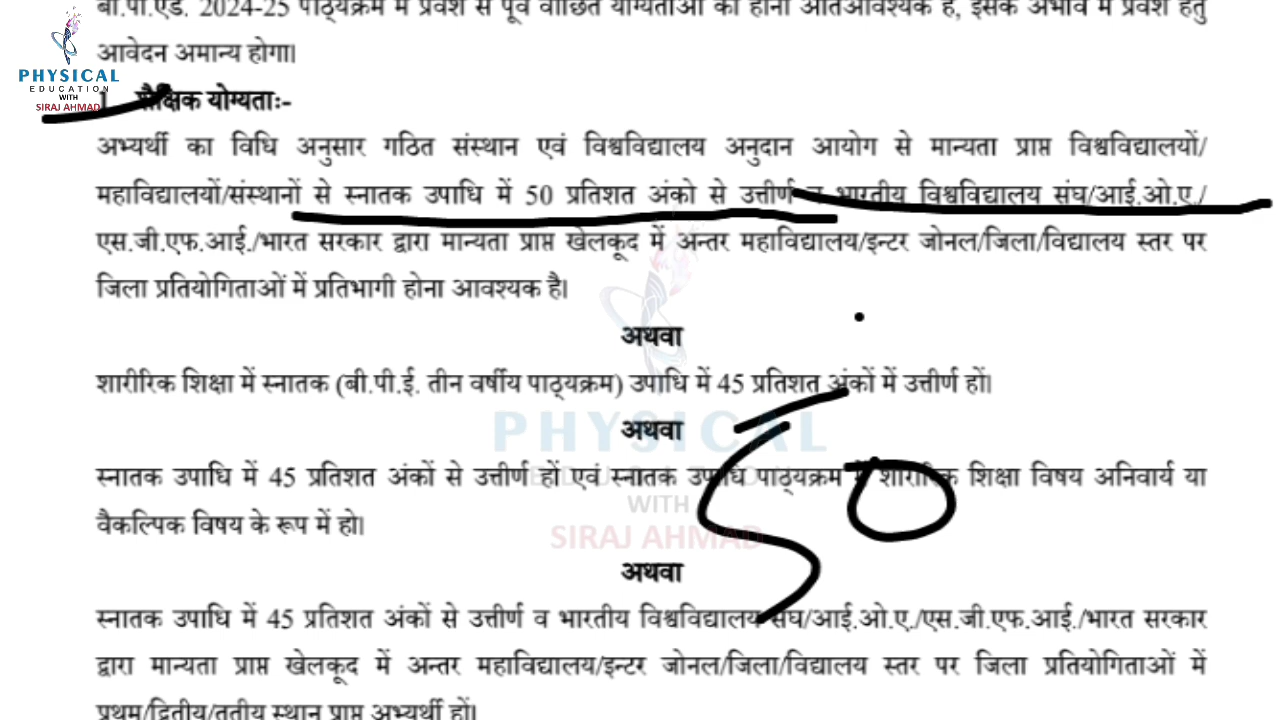 बी.पी.एड. 2024-25 पाठ्यक्रम में प्रवेश से पूर्व वांछित योग्यताओं का होना अतिआवश्यक है, इसके अभाव में प्रवेश हेतु
आवेदन अमान्य होगा।
PHYSICAL
EDUCATION
WITH
SIRAJ AHMAD
1. शैक्षिक योग्यताः-
अभ्यर्थी का विधि अनुसार गठित संस्थान एवं विश्वविद्यालय अनुदान आयोग से मान्यता प्राप्त विश्वविद्यालयों/
महाविद्यालयों/संस्थानों से स्नातक उपाधि में 50 प्रतिशत अंको से उत्तीर्ण व भारतीय विश्वविद्यालय संघ/आई.ओ.ए./
एस.जी.एफ.आई./भारत सरकार द्वारा मान्यता प्राप्त खेलकूद में अन्तर महाविद्यालय/इन्टर जोनल/जिला/विद्यालय स्तर पर
जिला प्रतियोगिताओं में प्रतिभागी होना आवश्यक है।
अथवा
शारीरिक शिक्षा में स्नातक (बी.पी.ई. तीन वर्षीय पाठ्यक्रम) उपाधि में 45 प्रतिशत अंकों में उत्तीर्ण हों।
PHYSICAL
अथवा
50
स्नातक उपाधि में 45 प्रतिशत अंकों से उत्तीर्ण हों एवं स्नातक उपाधि पाठ्यक्रम में शारीरिक शिक्षा विषय अनिवार्य या
EDUCATION
WITH
वैकल्पिक विषय के रूप में हो।
SIRAJ AHMAD
अथवा
स्नातक उपाधि में 45 प्रतिशत अंकों से उत्तीर्ण व भारतीय विश्वविद्यालय संघ/आई.ओ.ए./एस.जी.एफ.आई./भारत सरकार
द्वारा मान्यता प्राप्त खेलकूद में अन्तर महाविद्यालय/इन्टर जोनल/जिला/विद्यालय स्तर पर जिला प्रतियोगिताओं में
प्रथम/द्वितीय/तृतीय स्थान प्राप्त अभ्यर्थी हों।